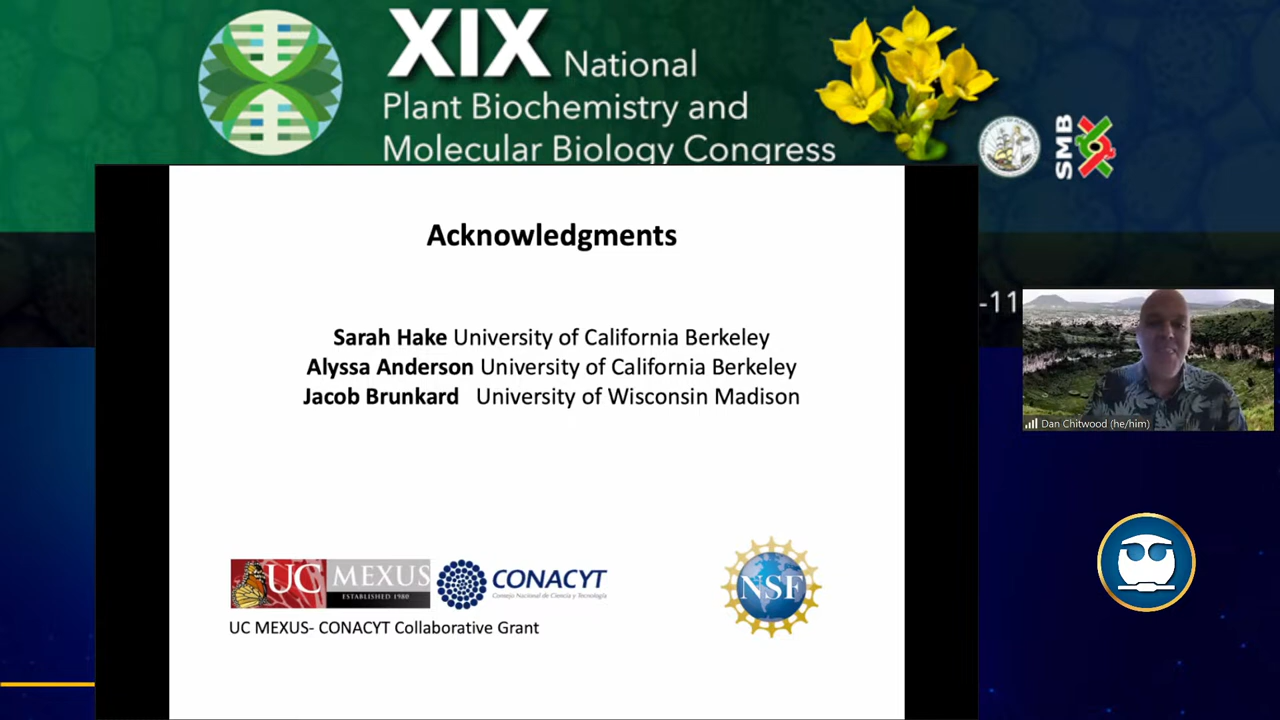 XIX National
Plant Biochemistry and
Molecular Biology Congress
SMB
-11
Acknowledgments
Sarah Hake University of California Berkeley
Alyssa Anderson University of California Berkeley
Jacob Brunkard University of Wisconsin Madison
Dan Chitwood (he/him)
UC MEXUS
ESTABLISHED 1980
CONACYT
Consejo Nacional de Ciencia y Tecnología
NSF
UC MEXUS- CONACYT Collaborative Grant